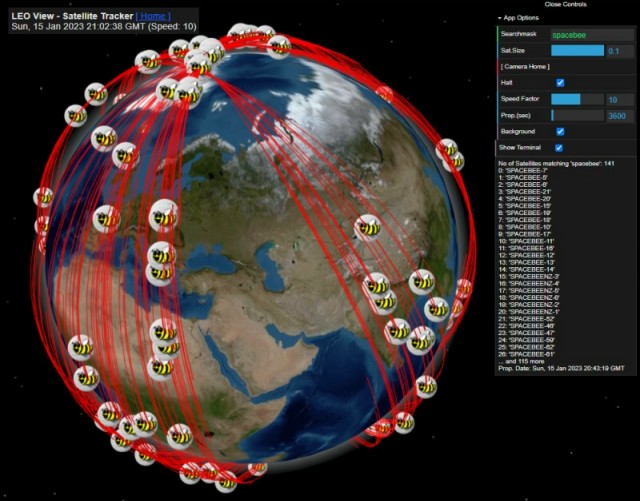 LEO View - Satellite Tracker [ Home ]
Sun, 15 Jan 2023 21:02:38 GMT (Speed: 10)
Close Controls
App Options
Searchmask spacebee
Sat.Size 0.1
[ Camera Home ]
Halt
Speed Factor 10
Prop.(sec) 3600
Background
Show Terminal
No of Satellites matching 'spacebee': 141
0: 'SPACEBEE-7'
1: 'SPACEBEE-5'
2: 'SPACEBEE-6'
3: 'SPACEBEE-21'
4: 'SPACEBEE-20'
5: 'SPACEBEE-15'
6: 'SPACEBEE-19'
7: 'SPACEBEE-18'
8: 'SPACEBEE-10'
9: 'SPACEBEE-17'
10: 'SPACEBEE-11'
11: 'SPACEBEE-16'
12: 'SPACEBEE-12'
13: 'SPACEBEE-13'
14: 'SPACEBEE-14'
15: 'SPACEBEENZ-3'
16: 'SPACEBEENZ-4'
17: 'SPACEBEENZ-5'
18: 'SPACEBEENZ-6'
19: 'SPACEBEENZ-2'
20: 'SPACEBEENZ-1'
21: 'SPACEBEE-52'
22: 'SPACEBEE-46'
23: 'SPACEBEE-47'
24: 'SPACEBEE-59'
25: 'SPACEBEE-62'
26: 'SPACEBEE-61'
... and 115 more
Prop. Date: Sun, 15 Jan 2023 20:43:19 GMT